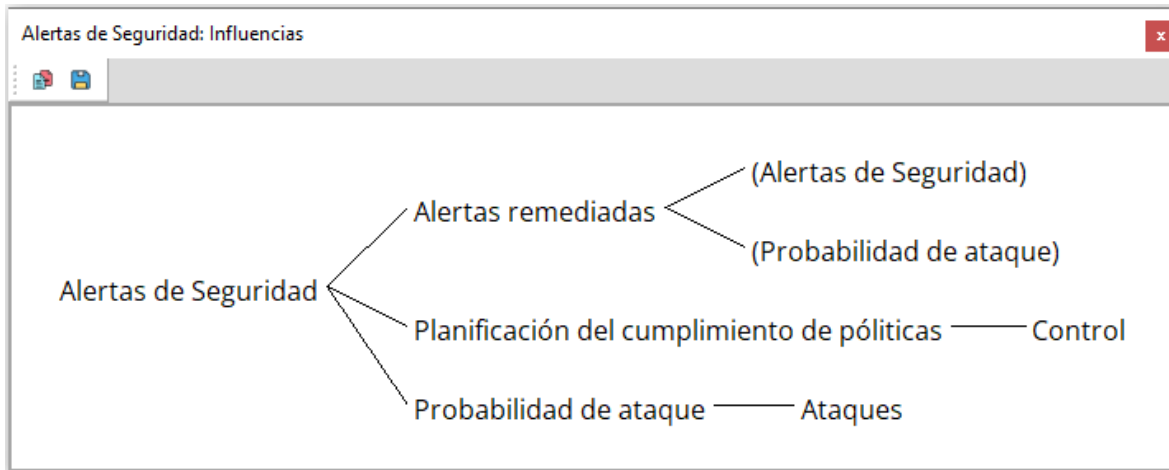 Alertas de Seguridad: Influencias
x
(Alertas de Seguridad)
Alertas remediadas
(Probabilidad de ataque)
Alertas de Seguridad
Planificación del cumplimiento de póliticas
Control
Probabilidad de ataque
Ataques